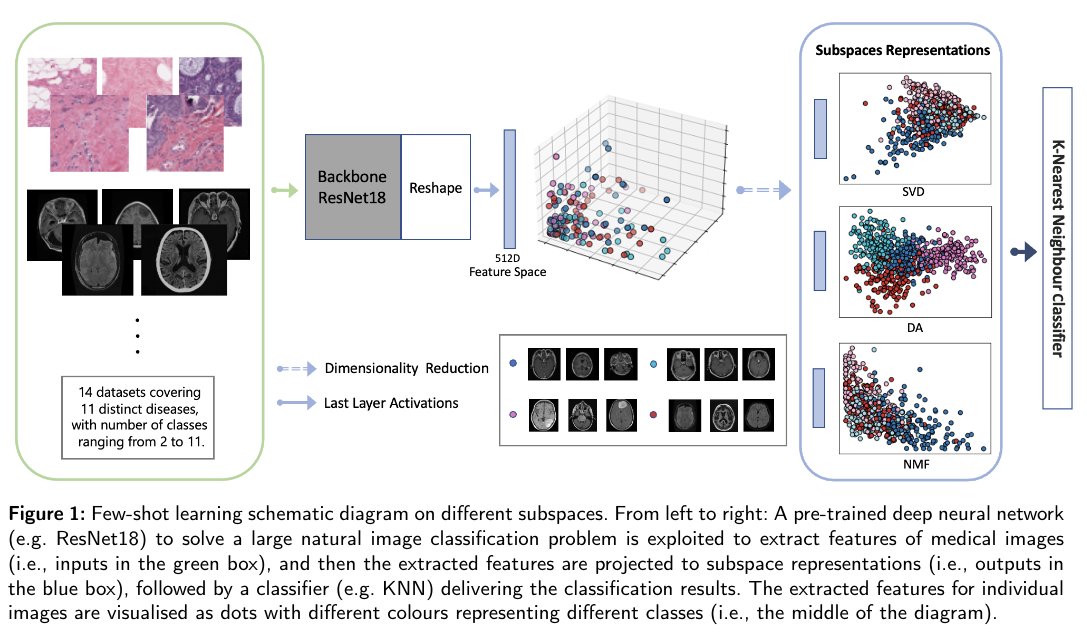 Subspaces Representations
Backbone
ResNet18
Reshape
512D
Feature Space
SVD
DA
NMF
K-Nearest Neighbour classifier
Dimensionality Reduction
Last Layer Activations
14 datasets covering
11 distinct diseases,
with number of classes
ranging from 2 to 11.
Figure 1: Few-shot learning schematic diagram on different subspaces. From left to right: A pre-trained deep neural network
(e.g. ResNet18) to solve a large natural image classification problem is exploited to extract features of medical images
(i.e., inputs in the green box), and then the extracted features are projected to subspace representations (i.e., outputs in
the blue box), followed by a classifier (e.g. KNN) delivering the classification results. The extracted features for individual
images are visualised as dots with different colours representing different classes (i.e., the middle of the diagram).